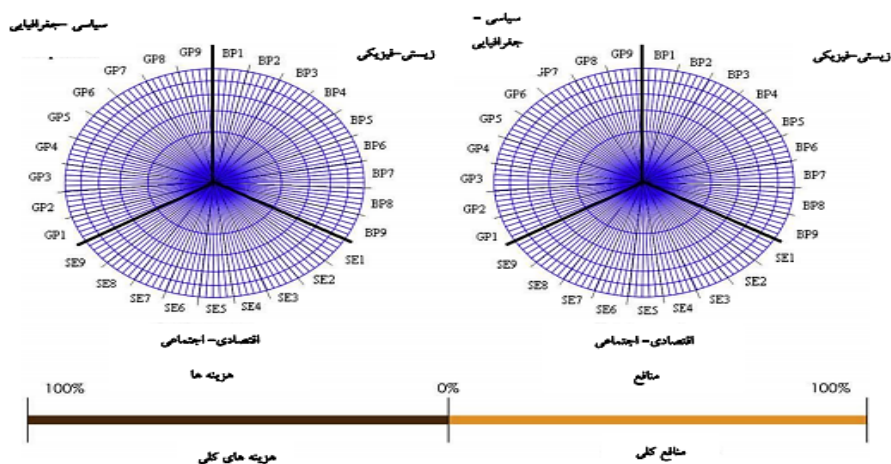 سیاسی -جغرافیایی
زیستی-فیزیکی
GP9 BP1
GP8 BP2
GP7 BP3
GP6 BP4
GP5 BP5
GP4 BP6
GP3 BP7
GP2 BP8
GP1 BP9
SE9 SE1
SE8 SE2
SE7 SE3
SE6 SE5 SE4
اقتصادی- اجتماعی
هزینه ها
سیاسی -
جغرافیایی
زیستی-فیزیکی
GP9 BP1
GP8 BP2
JP7 BP3
GP6 BP4
GP5 BP5
GP4 BP6
GP3 BP7
GP2 BP8
GP1 BP9
SE9 SE1
SE8 SE2
SE7 SE3
SE6 SE5 SE4
اقتصادی- اجتماعی
منافع
100% 0% 100%
هزینه های کلی
منافع کلی